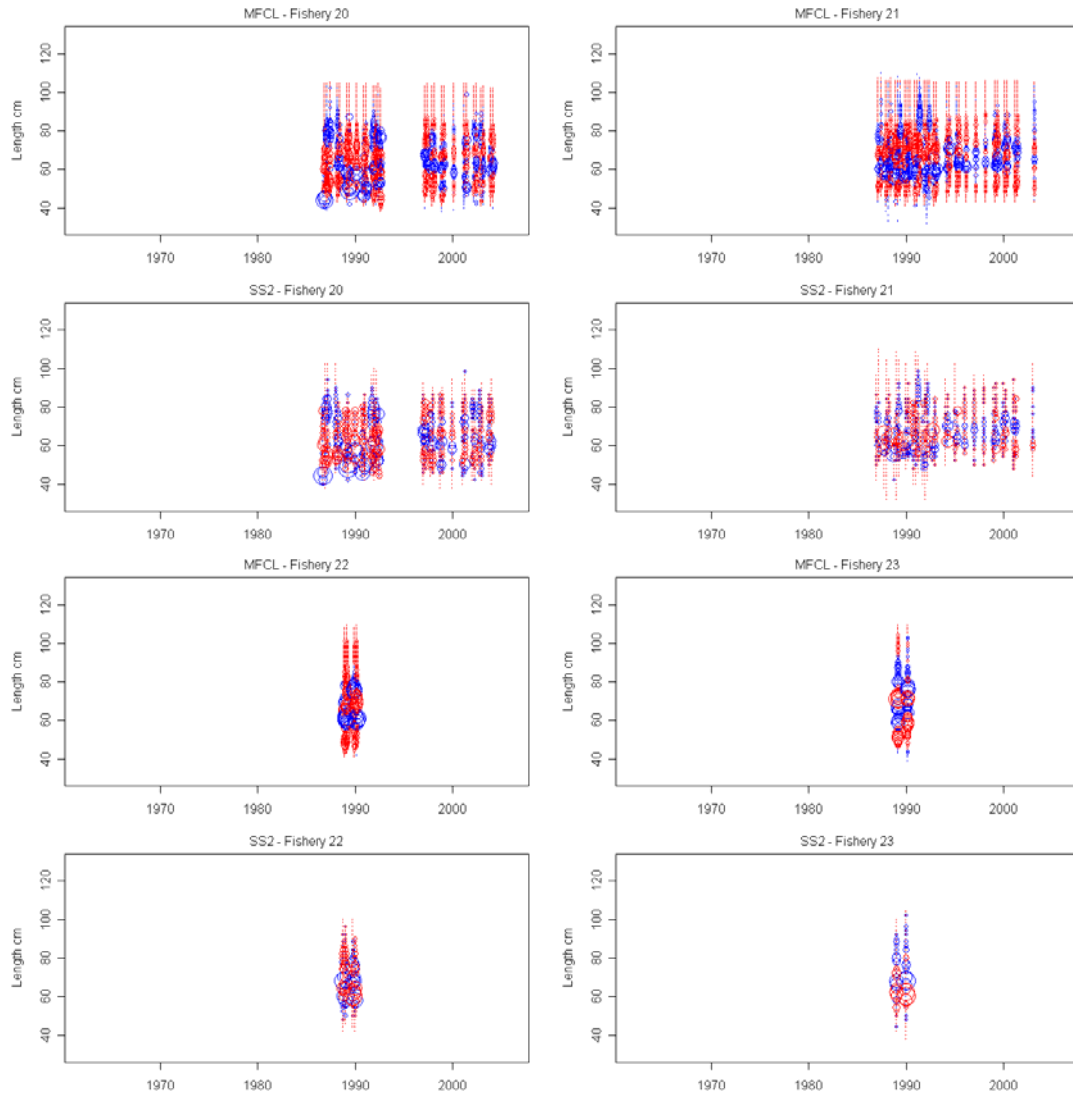 MFCL - Fishery 20
Length cm
120
100
80
60
40
1970 1980 1990 2000
MFCL - Fishery 21
Length cm
120
100
80
60
40
1970 1980 1990 2000
SS2 - Fishery 20
Length cm
120
100
80
60
40
1970 1980 1990 2000
SS2 - Fishery 21
Length cm
120
100
80
60
40
1970 1980 1990 2000
MFCL - Fishery 22
Length cm
120
100
80
60
40
1970 1980 1990 2000
MFCL - Fishery 23
Length cm
120
100
80
60
40
1970 1980 1990 2000
SS2 - Fishery 22
Length cm
120
100
80
60
40
1970 1980 1990 2000
SS2 - Fishery 23
Length cm
120
100
80
60
40
1970 1980 1990 2000